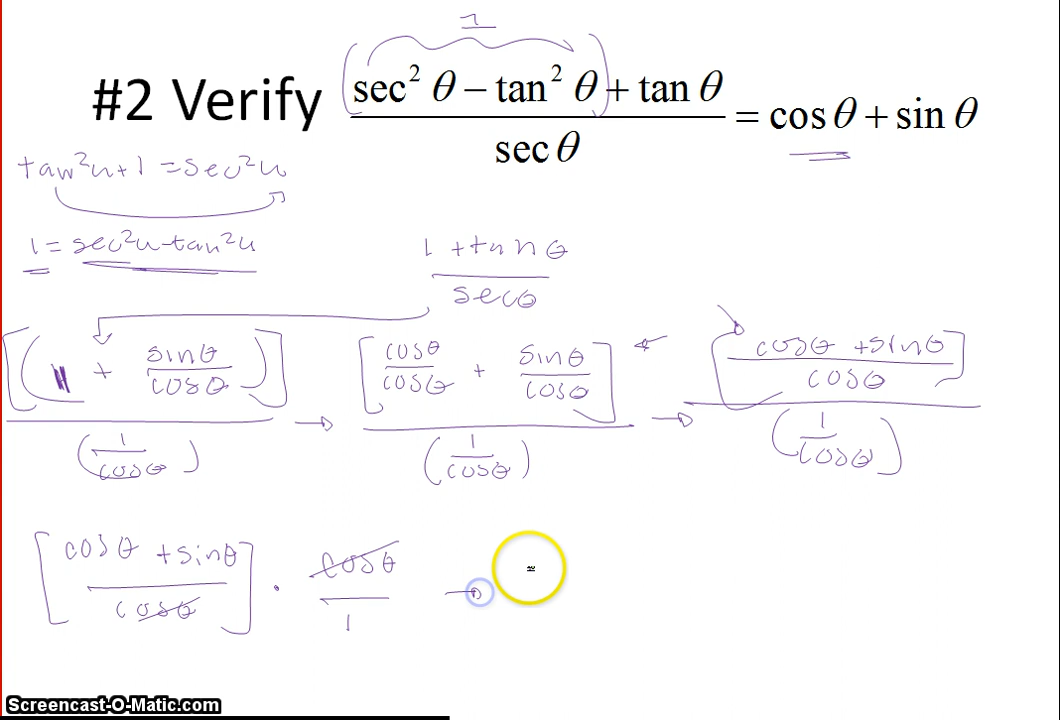 1
#2 Verify (sec² θ − tan² θ) + tan θ / sec θ = cos θ + sin θ
tan²u + 1 = sec²u
1 = sec²u - tan²u
1 + tan θ / sec θ
[(1 + sinθ/cosθ)] / (1/cosθ) → [cosθ/cosθ + sinθ/cosθ] / (1/cosθ) → [cosθ + sinθ / cosθ] / (1/cosθ)
[cosθ + sinθ / cosθ] · cosθ/1 →
Screencast-O-Matic.com